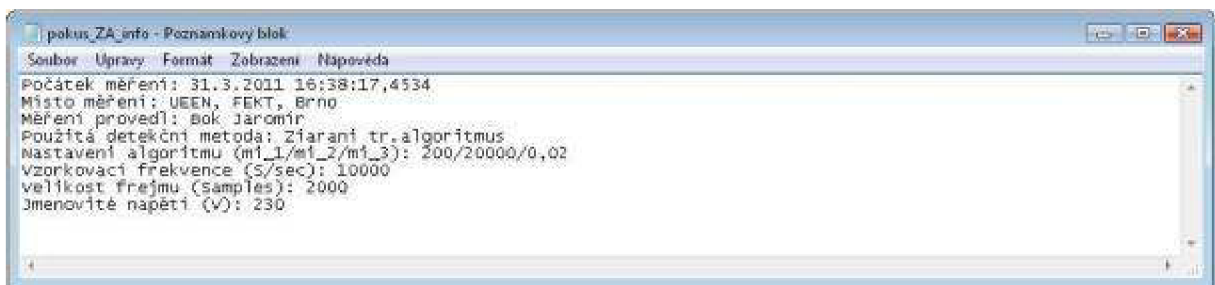 pokus_ZA_info - Poznámkový blok
Soubor Úpravy Formát Zobrazení Nápověda
Počátek měření: 31.3.2011 16:38:17,4534
Místo měření: UEEN, FEKT, Brno
Měření provedl: Bok Jaromír
Použitá detekční metoda: Ziarani tr.algoritmus
Nastavení algoritmu (mi_1/mi_2/mi_3): 200/20000/0,02
Vzorkovací frekvence (S/sec): 10000
Velikost frejmu (Samples): 2000
Jmenovité napětí (V): 230